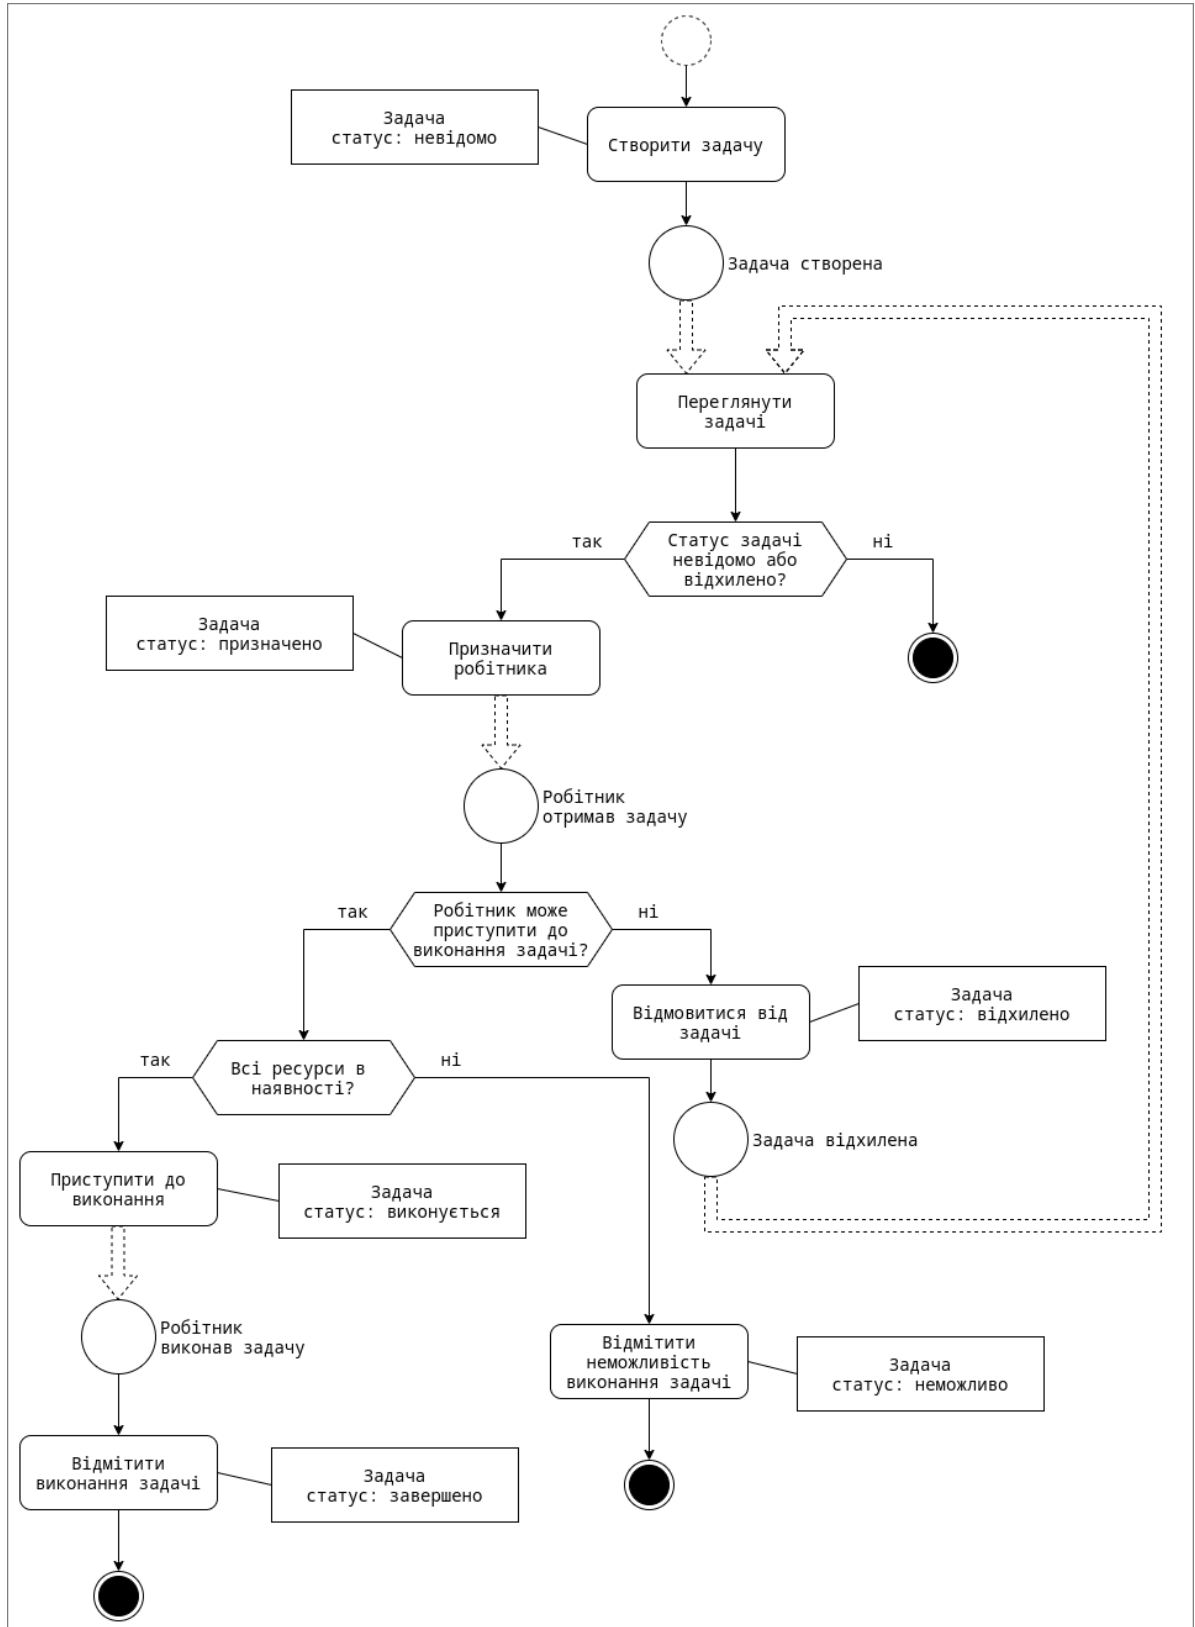 Задача
статус: невідомо
Створити задачу
Задача створена
Переглянути
задачі
так
Статус задачі
невідомо або
відхилено?
ні
Задача
статус: призначено
Призначити
робітника
Робітник
отримав задачу
так
Робітник може
приступити до
виконання задачі?
ні
Відмовитися від
задачі
Задача
статус: відхилено
так
Всі ресурси в
наявності?
ні
Задача відхилена
Приступити до
виконання
Задача
статус: виконується
Робітник
виконав задачу
Відмітити
неможливість
виконання задачі
Задача
статус: неможливо
Відмітити
виконання задачі
Задача
статус: завершено